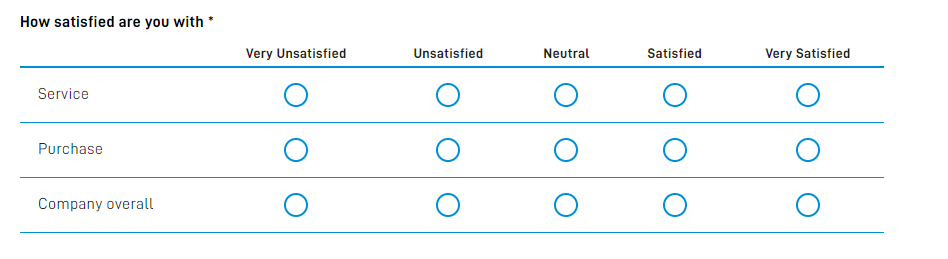 How satisfied are you with *
Very Unsatisfied Unsatisfied Neutral Satisfied Very Satisfied
Service
Purchase
Company overall